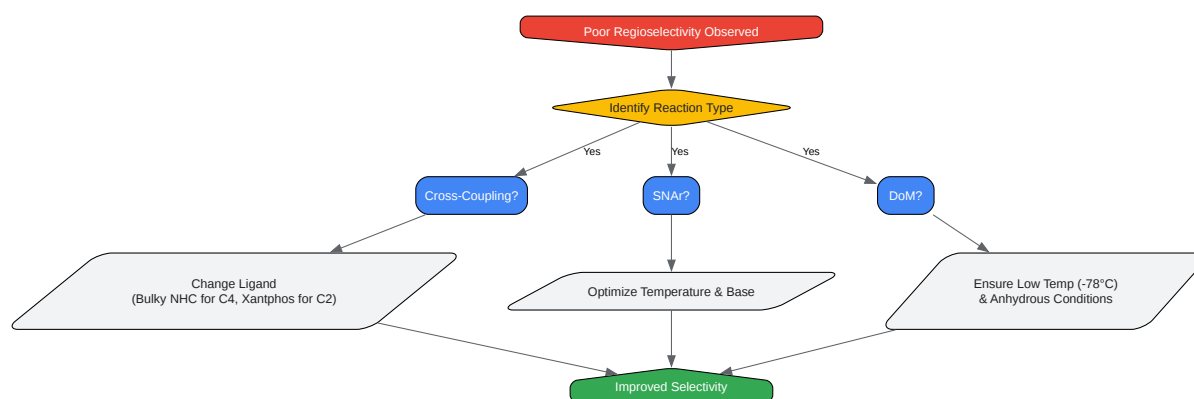 Poor Regioselectivity Observed
Identify Reaction Type
Yes
Yes
Yes
Cross-Coupling?
SNAr?
DoM?
Change Ligand
(Bulky NHC for C4, Xantphos for C2)
Optimize Temperature & Base
Ensure Low Temp (-78°C)
& Anhydrous Conditions
Improved Selectivity